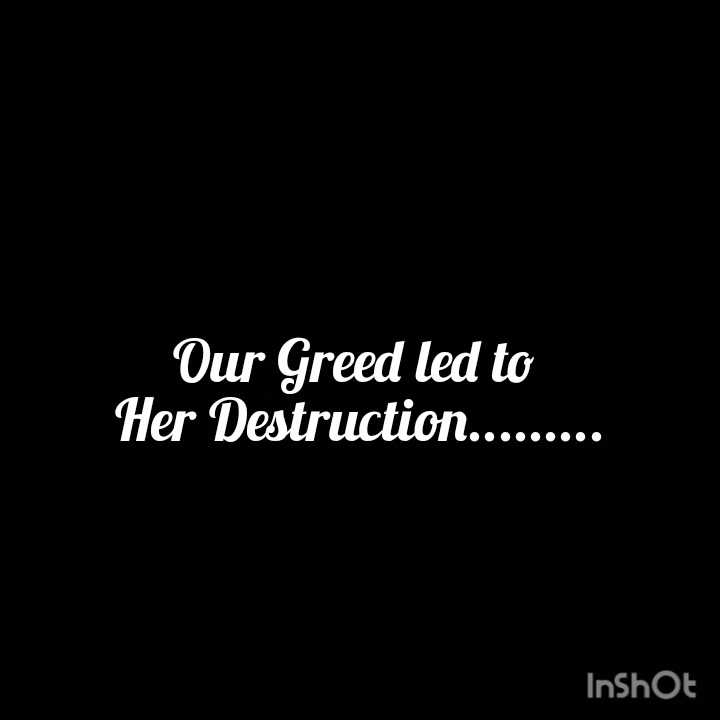 Our Greed led to
Her Destruction.........
InShOt